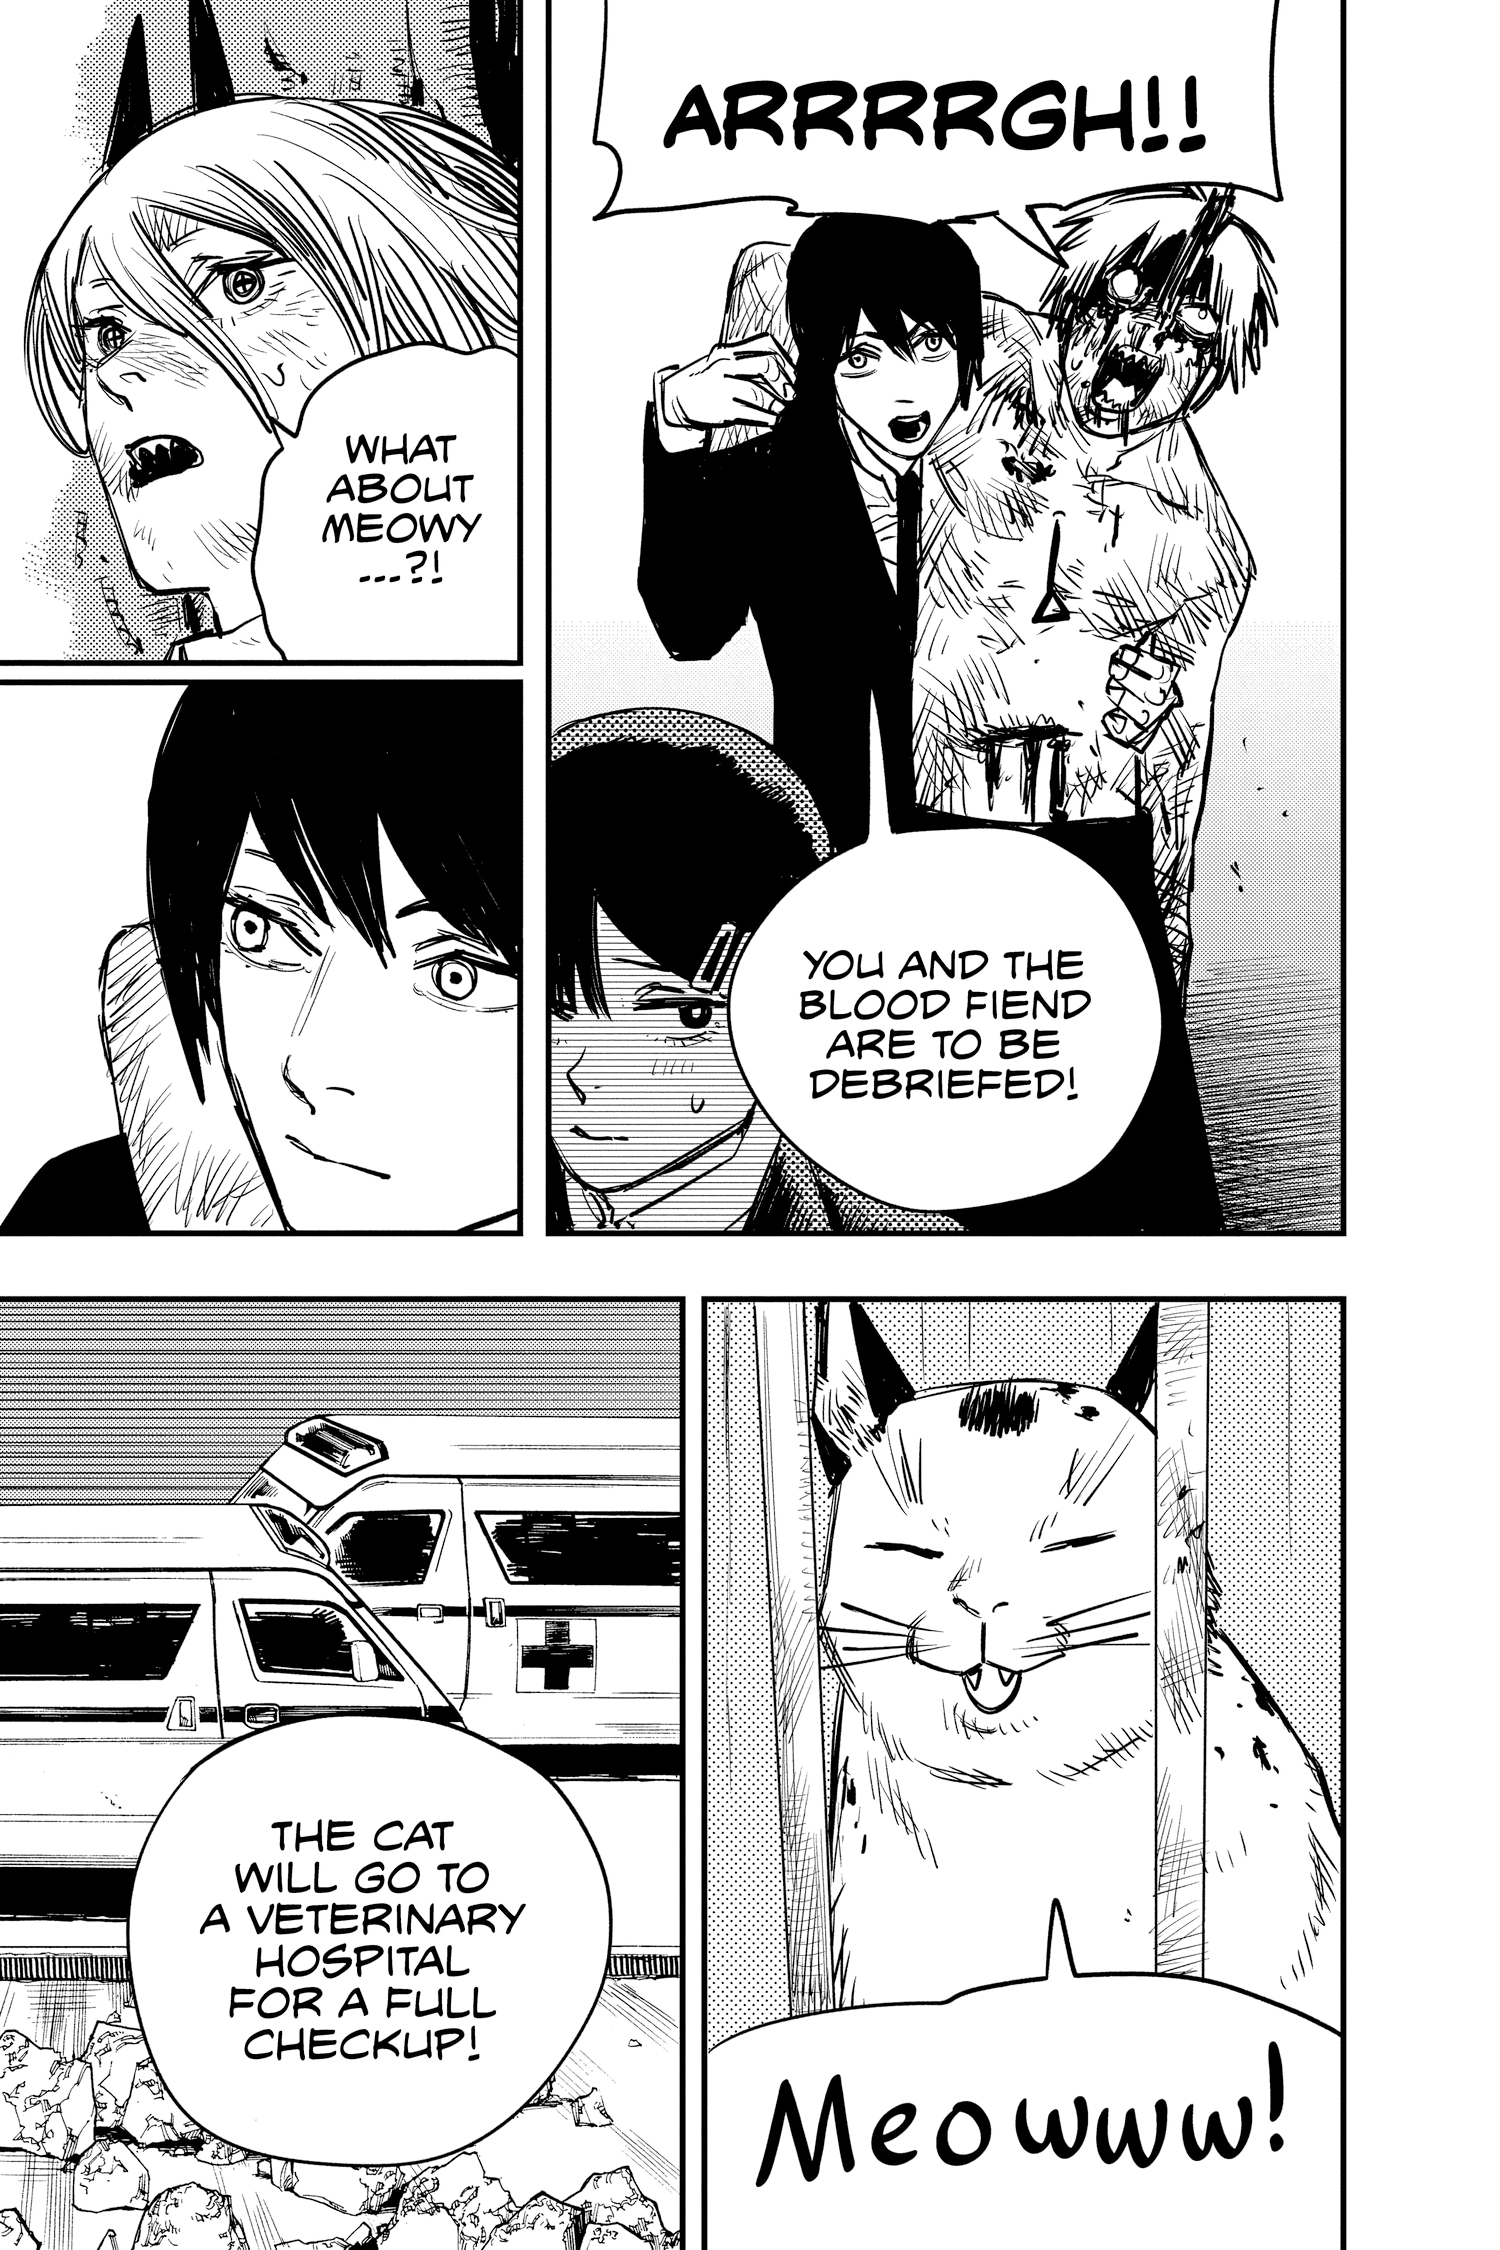 ARRRRGH!!
YOU AND THE
BLOOD FIEND
ARE TO BE
DEBRIEFED!
WHAT
ABOUT
MEOWY
...?!
Meowww!
THE CAT
WILL GO TO
A VETERINARY
HOSPITAL
FOR A FULL
CHECKUP!